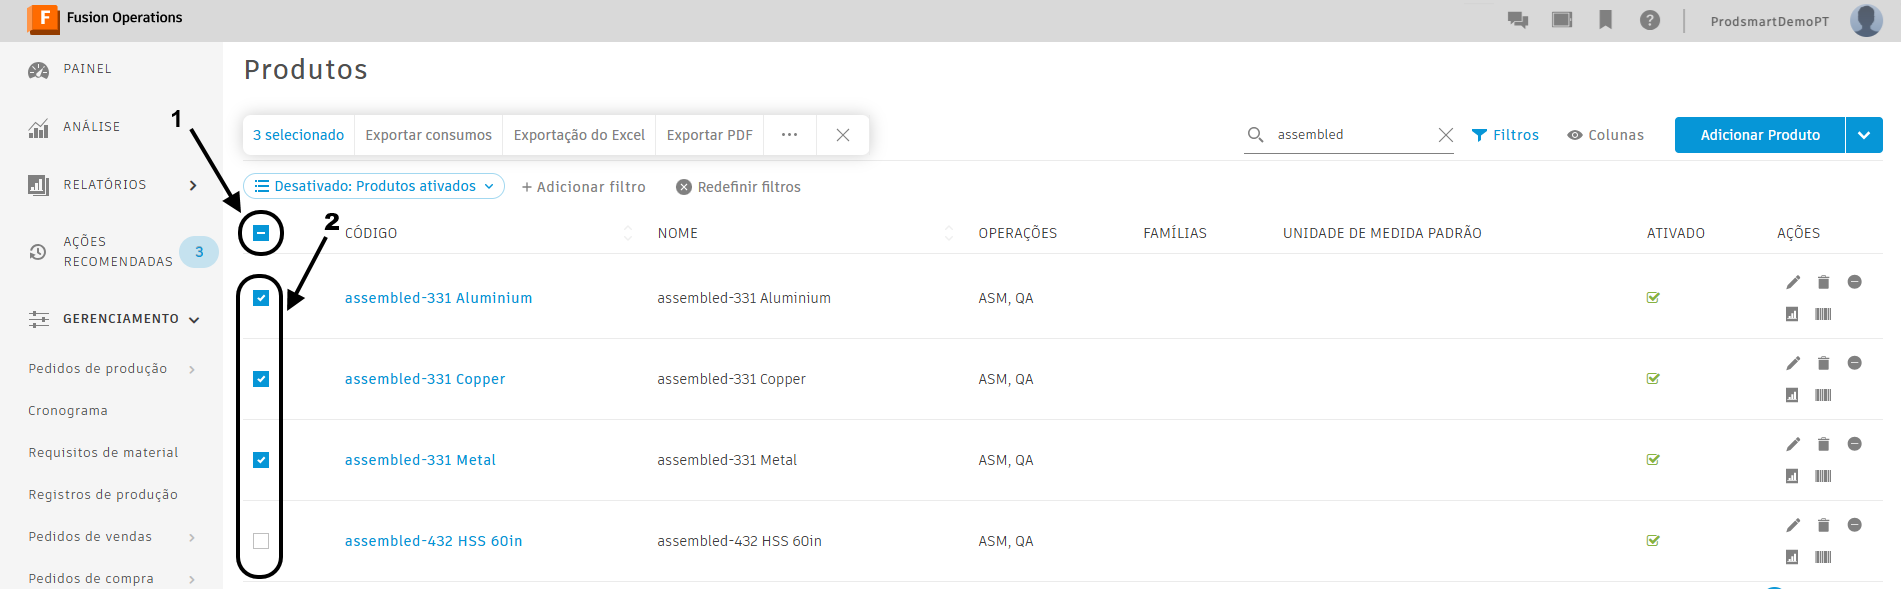 F Fusion Operations
ProdsmartDemoPT
PAINEL
ANÁLISE
RELATÓRIOS
AÇÕES
RECOMENDADAS
3
GERENCIAMENTO
Pedidos de produção
Cronograma
Requisitos de material
Registros de produção
Pedidos de vendas
Pedidos de compra
Produtos
1
3 selecionado Exportar consumos Exportação do Excel Exportar PDF ···
assembled Filtros Colunas Adicionar Produto
Desativado: Produtos ativados + Adicionar filtro Redefinir filtros
2
CÓDIGO NOME OPERAÇÕES FAMÍLIAS UNIDADE DE MEDIDA PADRÃO ATIVADO AÇÕES
assembled-331 Aluminium assembled-331 Aluminium ASM, QA
assembled-331 Copper assembled-331 Copper ASM, QA
assembled-331 Metal assembled-331 Metal ASM, QA
assembled-432 HSS 60in assembled-432 HSS 60in ASM, QA